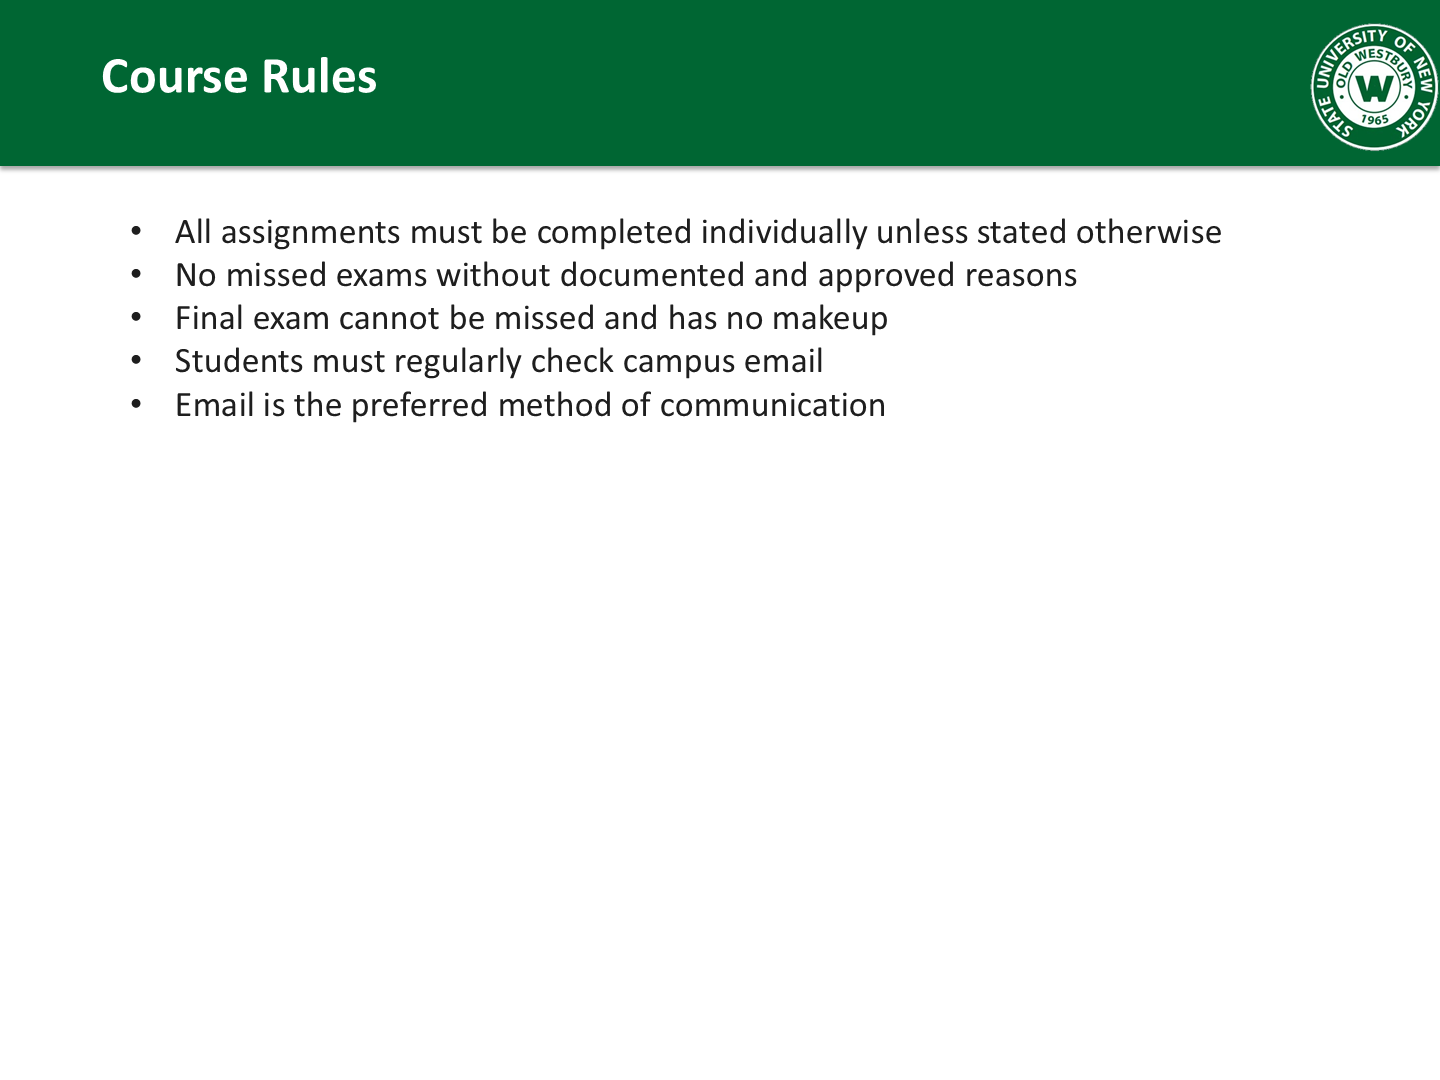 Course Rules
STATE UNIVERSITY OF NEW YORK
OLD WESTBURY
W
1965
• All assignments must be completed individually unless stated otherwise
• No missed exams without documented and approved reasons
• Final exam cannot be missed and has no makeup
• Students must regularly check campus email
• Email is the preferred method of communication